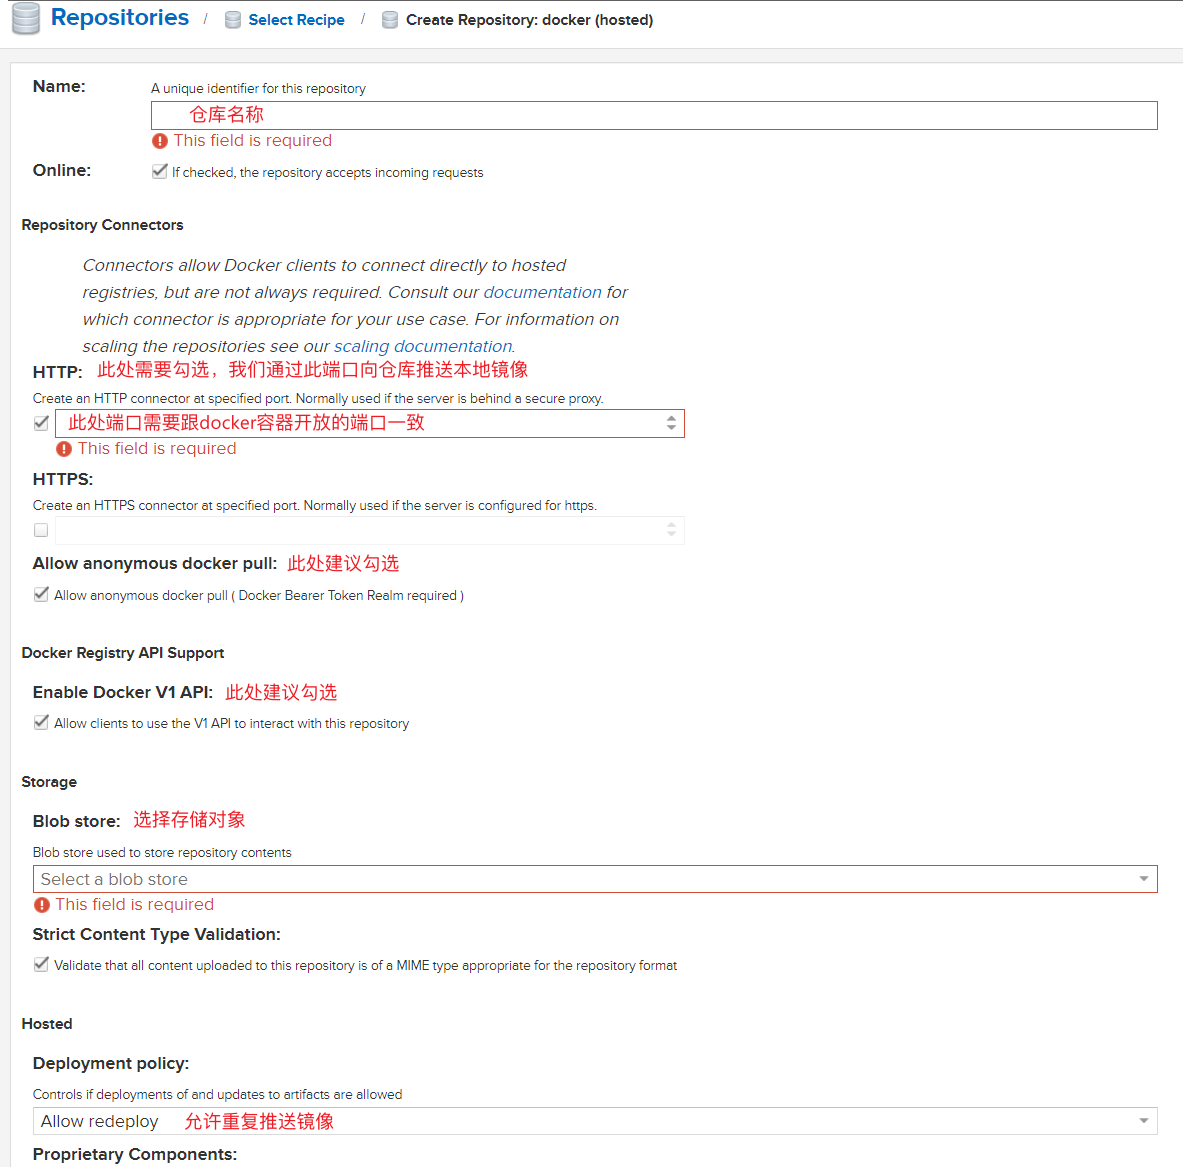 Repositories / Select Recipe / Create Repository: docker (hosted)
Name:
A unique identifier for this repository
仓库名称
This field is required
Online:
If checked, the repository accepts incoming requests
Repository Connectors
Connectors allow Docker clients to connect directly to hosted
registries, but are not always required. Consult our documentation for
which connector is appropriate for your use case. For information on
scaling the repositories see our scaling documentation.
HTTP: 此处需要勾选，我们通过此端口向仓库推送本地镜像
Create an HTTP connector at specified port. Normally used if the server is behind a secure proxy.
此处端口需要跟docker容器开放的端口一致
This field is required
HTTPS:
Create an HTTPS connector at specified port. Normally used if the server is configured for https.
Allow anonymous docker pull: 此处建议勾选
Allow anonymous docker pull ( Docker Bearer Token Realm required )
Docker Registry API Support
Enable Docker V1 API: 此处建议勾选
Allow clients to use the V1 API to interact with this repository
Storage
Blob store: 选择存储对象
Blob store used to store repository contents
Select a blob store
This field is required
Strict Content Type Validation:
Validate that all content uploaded to this repository is of a MIME type appropriate for the repository format
Hosted
Deployment policy:
Controls if deployments of and updates to artifacts are allowed
Allow redeploy 允许重复推送镜像
Proprietary Components: